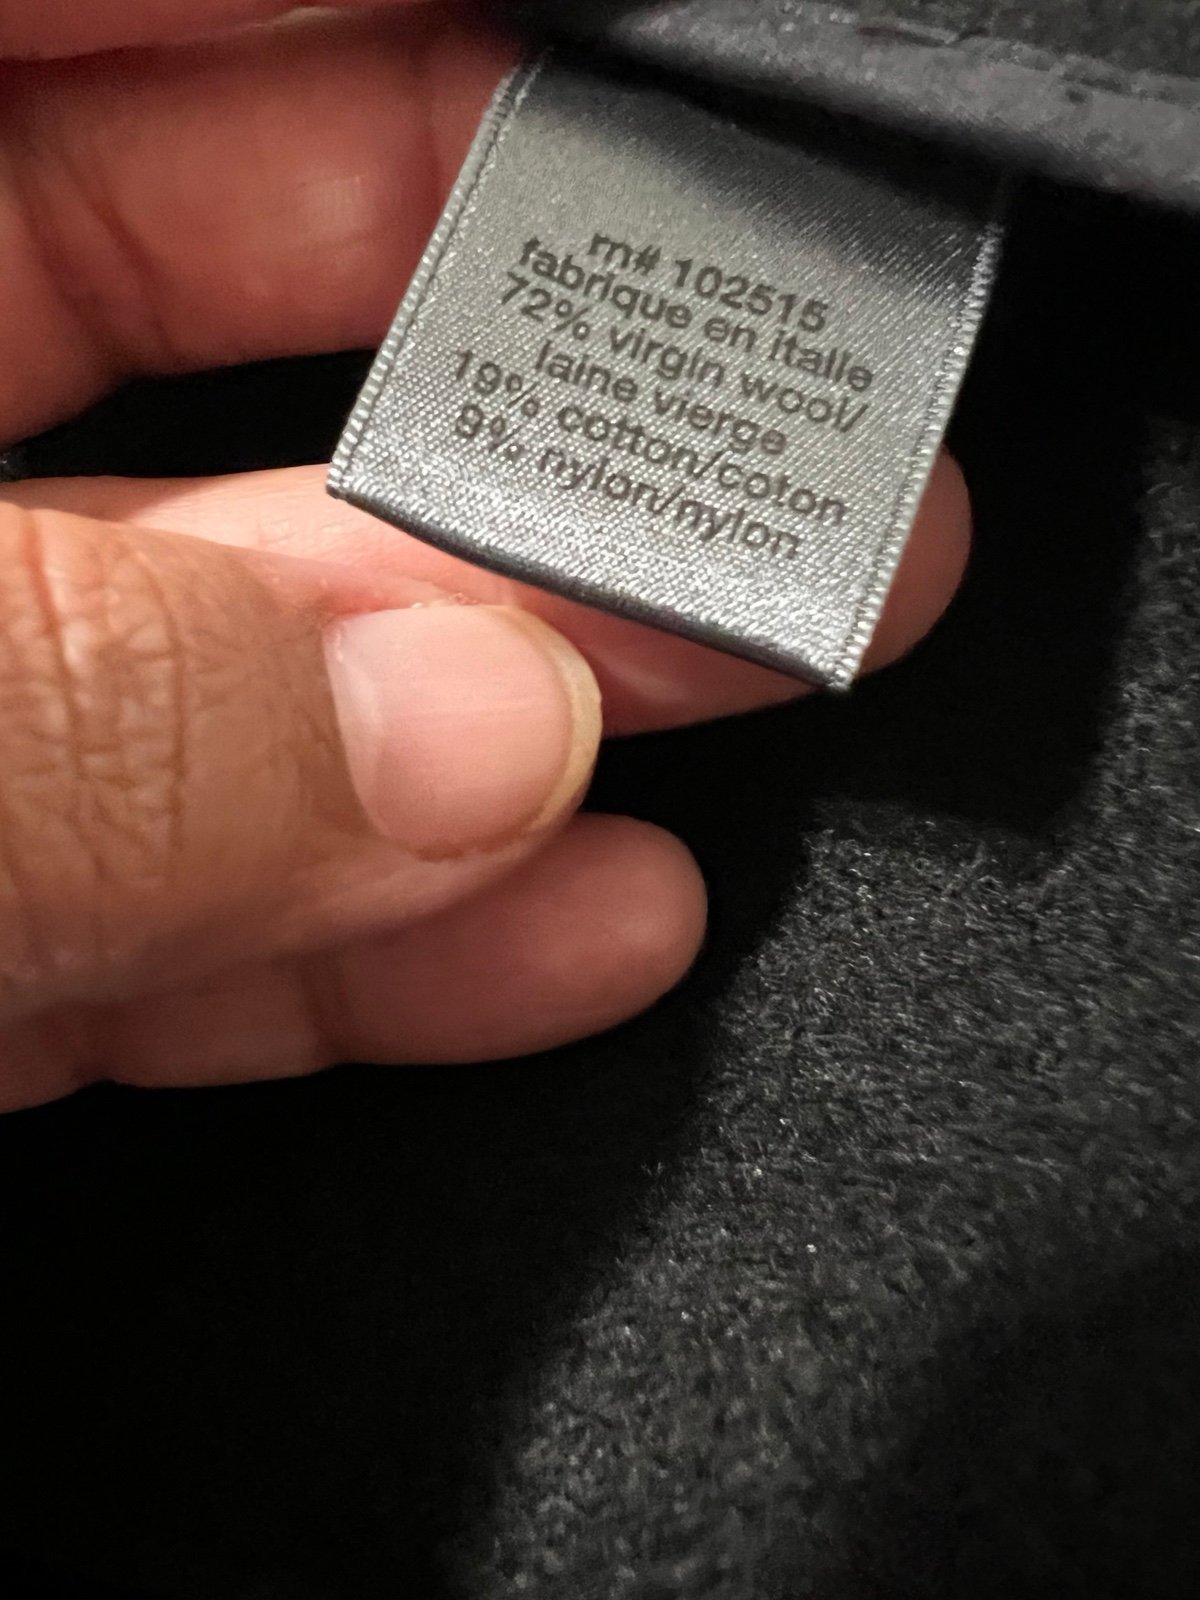 rn# 102515
fabrique en italie
72% virgin wool/
laine vierge
19% cotton/coton
9% nylon/nylon